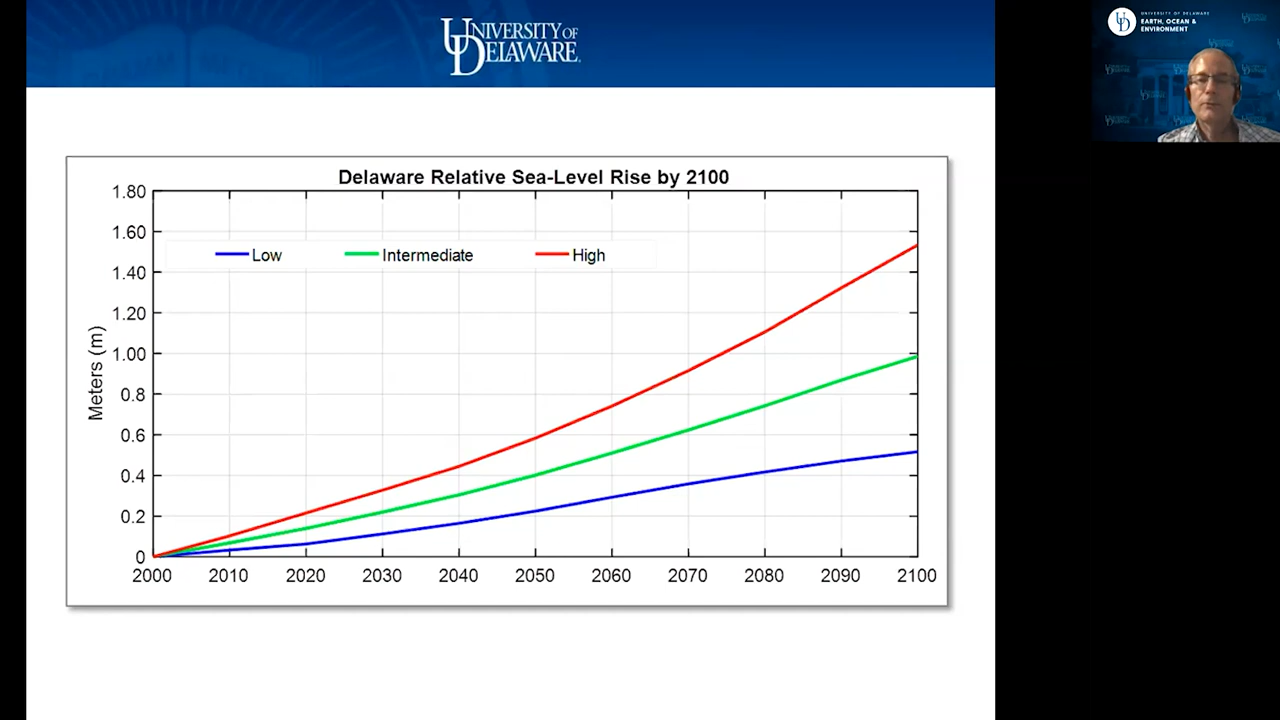 UNIVERSITY OF
DELAWARE.
UNIVERSITY OF DELAWARE
EARTH, OCEAN &
ENVIRONMENT
Delaware Relative Sea-Level Rise by 2100
Low
Intermediate
High
Meters (m)
1.80
1.60
1.40
1.20
1.00
0.8
0.6
0.4
0.2
0
2000 2010 2020 2030 2040 2050 2060 2070 2080 2090 2100